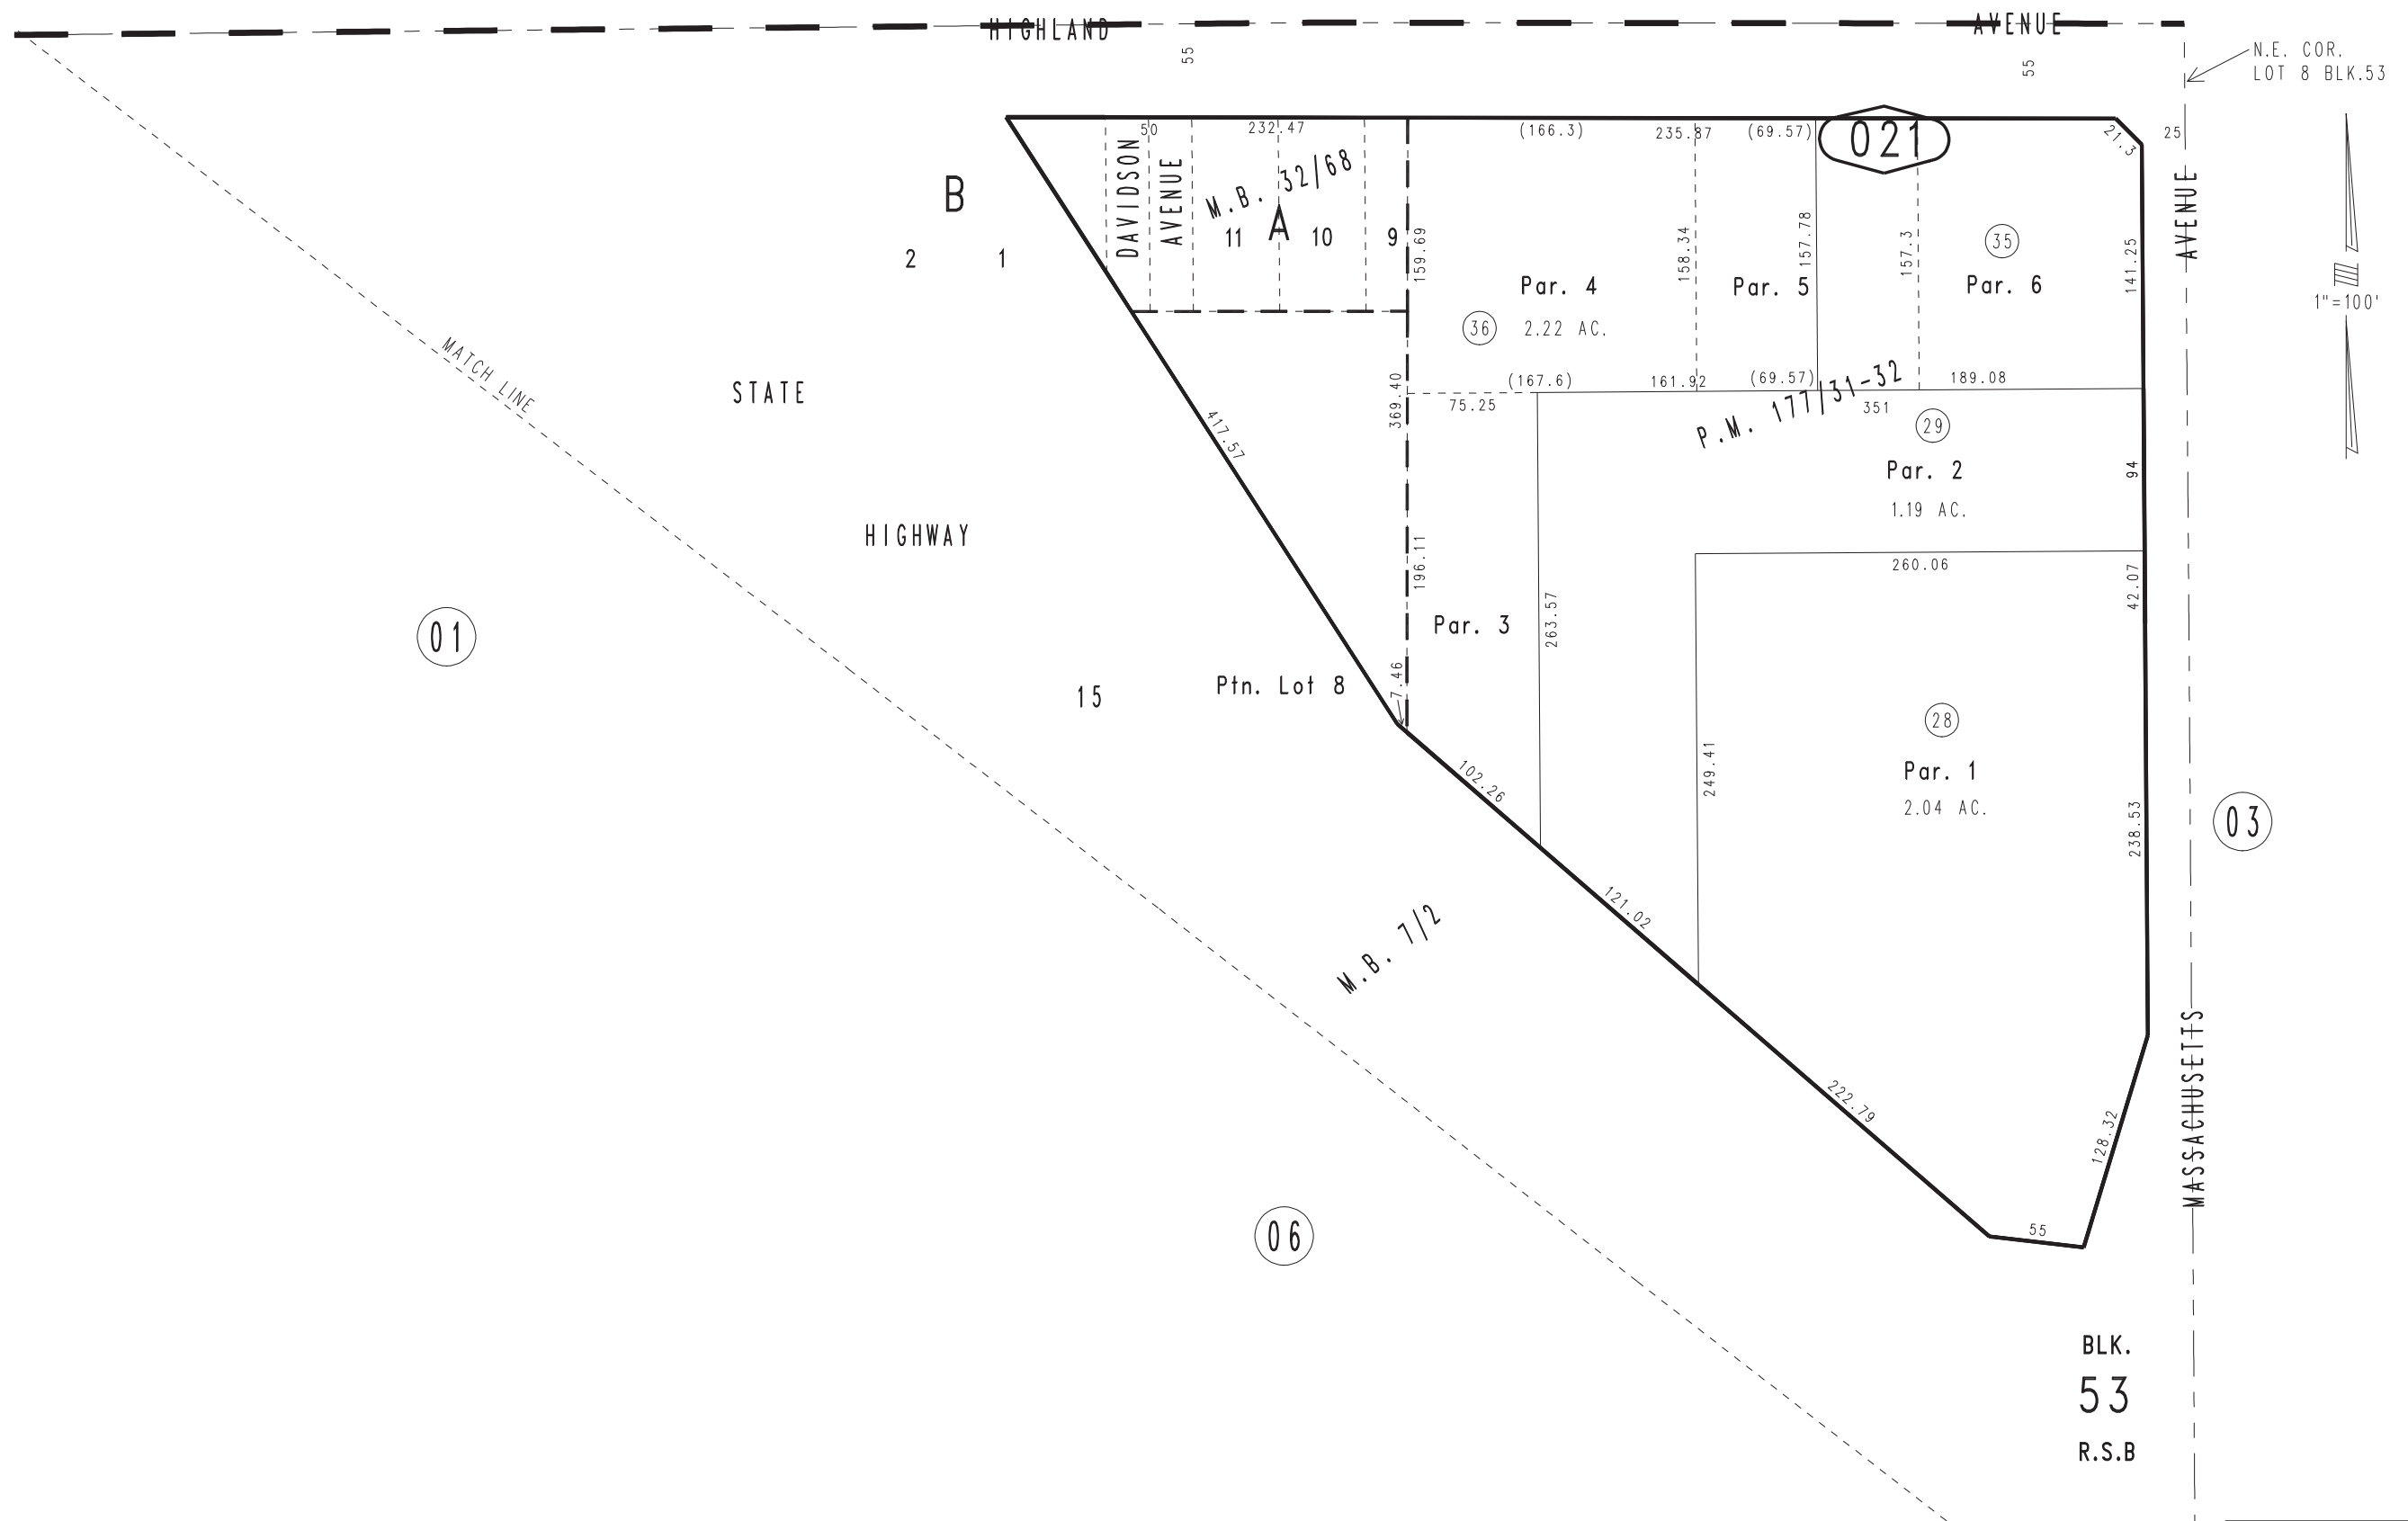 HIGHLAND
AVENUE
55
55
N.E. COR.
LOT 8 BLK.53
50
232.47
(166.3)
235.87
(69.57)
021
21.3
25
DAVIDSON
AVENUE
M.B. 32/68
B
A
2
1
11
10
9
159.69
158.34
157.78
157.3
35
141.25
AVENUE
1"=100'
Par. 4
Par. 5
Par. 6
36
2.22 AC.
MATCH LINE
STATE
369.40
(167.6)
161.92
(69.57)
189.08
75.25
P.M. 177/31-32
351
417.57
29
Par. 2
94
1.19 AC.
HIGHWAY
196.11
260.06
42.07
01
Par. 3
263.57
15
Ptn. Lot 8
7.46
28
102.26
249.41
Par. 1
2.04 AC.
238.53
03
121.02
M.B. 7/2
222.79
128.32
MASSACHUSETTS
06
55
BLK.
53
R.S.B